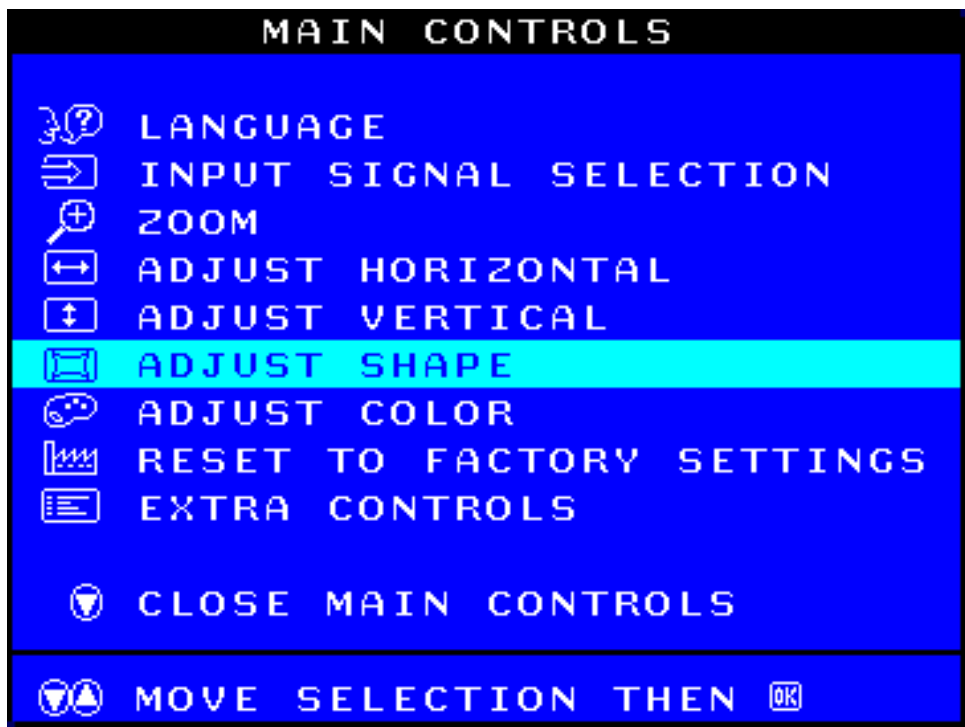 MAIN CONTROLS
LANGUAGE
INPUT SIGNAL SELECTION
ZOOM
ADJUST HORIZONTAL
ADJUST VERTICAL
ADJUST SHAPE
ADJUST COLOR
RESET TO FACTORY SETTINGS
EXTRA CONTROLS
CLOSE MAIN CONTROLS
MOVE SELECTION THEN OK